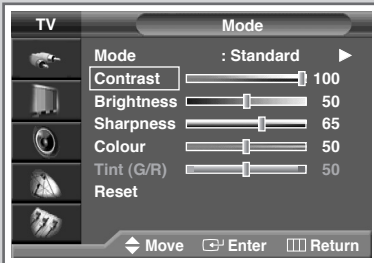 TV Mode
Mode : Standard
Contrast 100
Brightness 50
Sharpness 65
Colour 50
Tint (G/R) 50
Reset
Move Enter Return